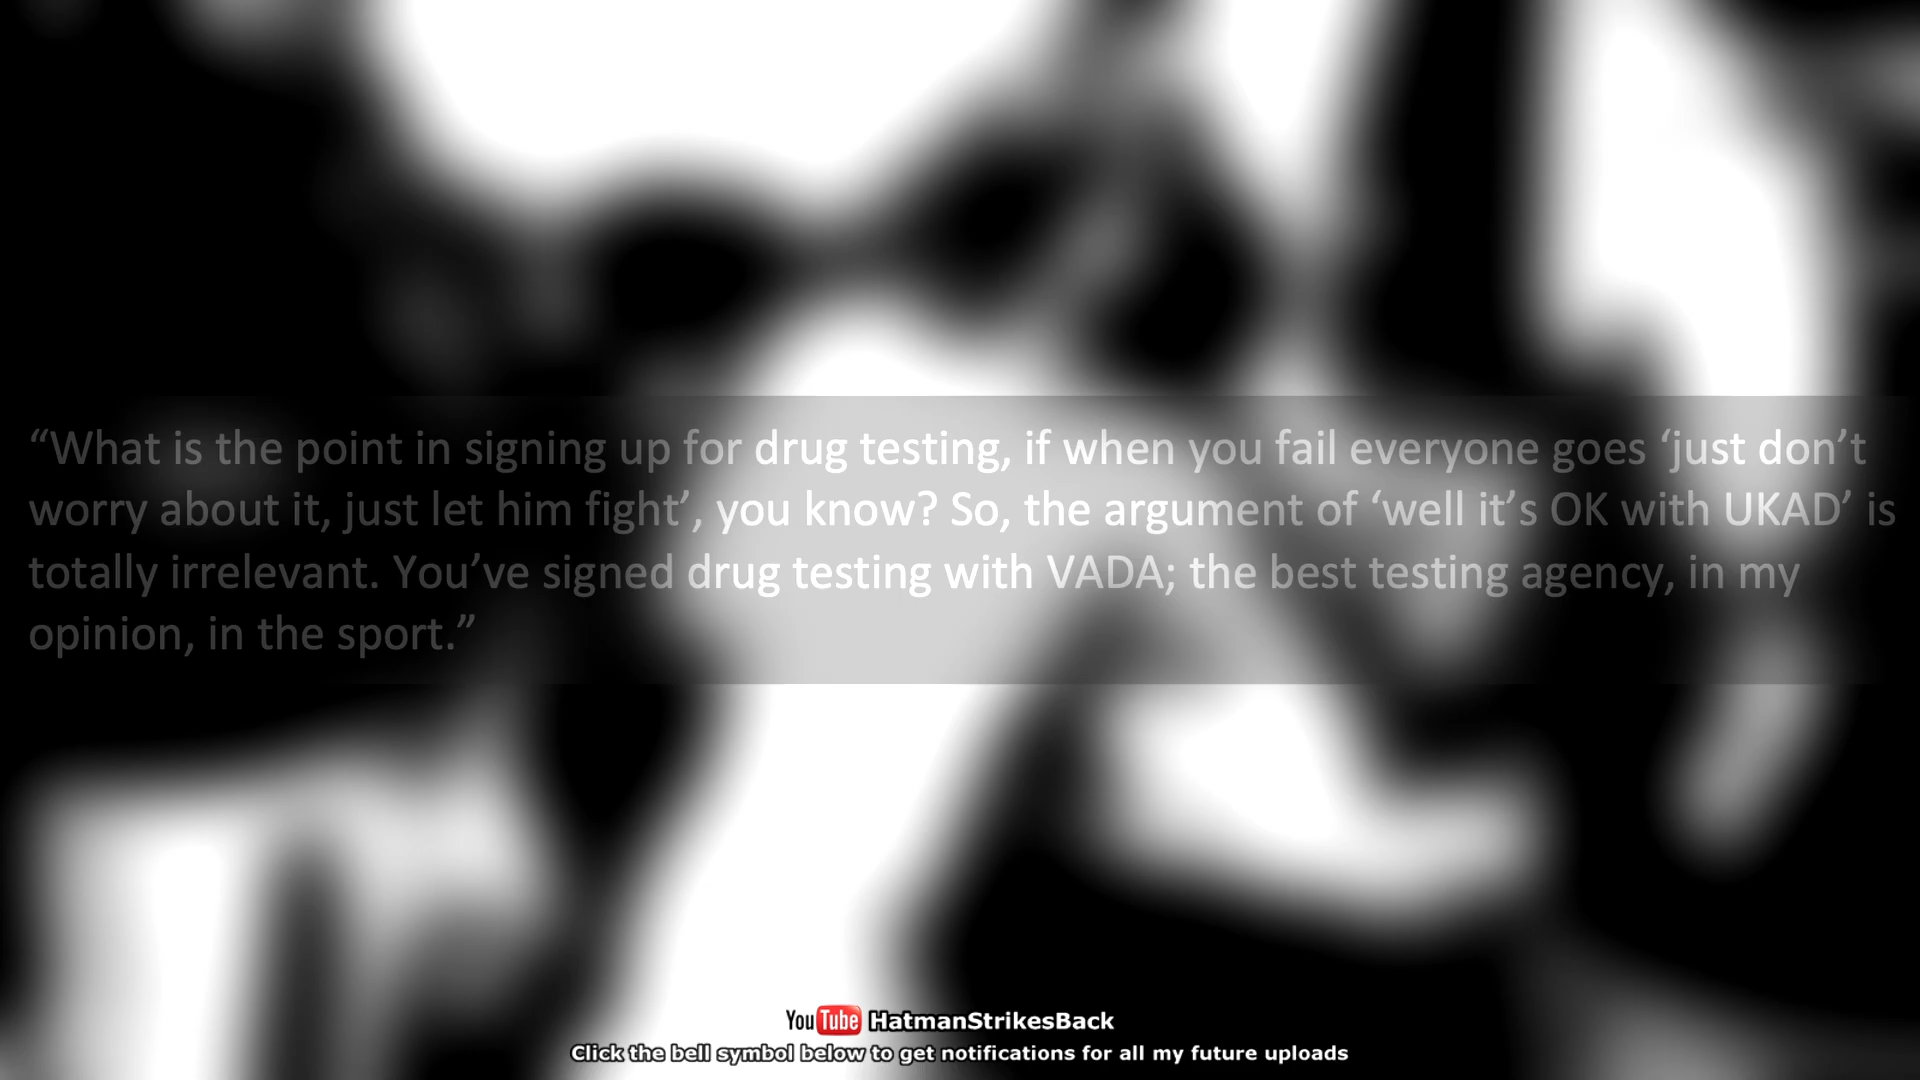 “What is the point in signing up for drug testing, if when you fail everyone goes ‘just don’t
worry about it, just let him fight’, you know? So, the argument of ‘well it’s OK with UKAD’ is
totally irrelevant. You’ve signed drug testing with VADA; the best testing agency, in my
opinion, in the sport.”
YouTube HatmanStrikesBack
Click the bell symbol below to get notifications for all my future uploads